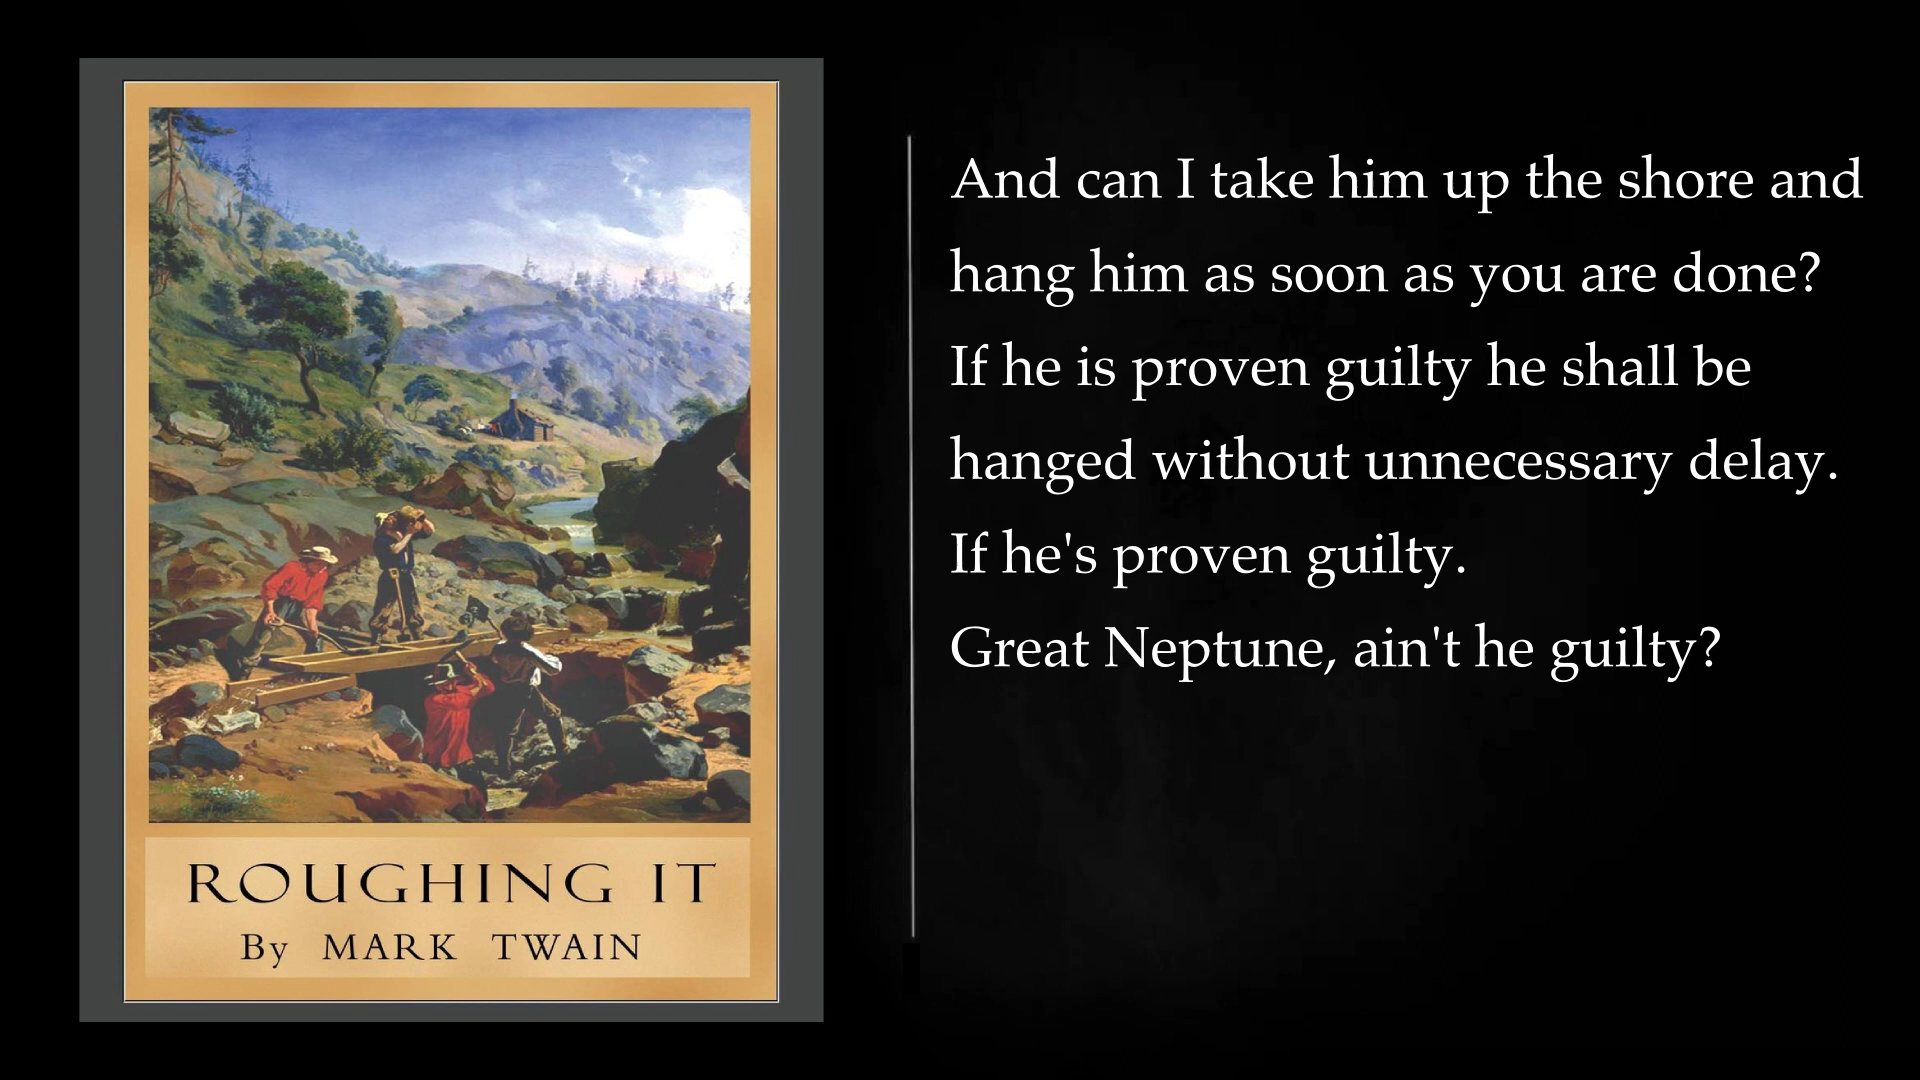 ROUGHING IT
By MARK TWAIN
And can I take him up the shore and
hang him as soon as you are done?
If he is proven guilty he shall be
hanged without unnecessary delay.
If he's proven guilty.
Great Neptune, ain't he guilty?